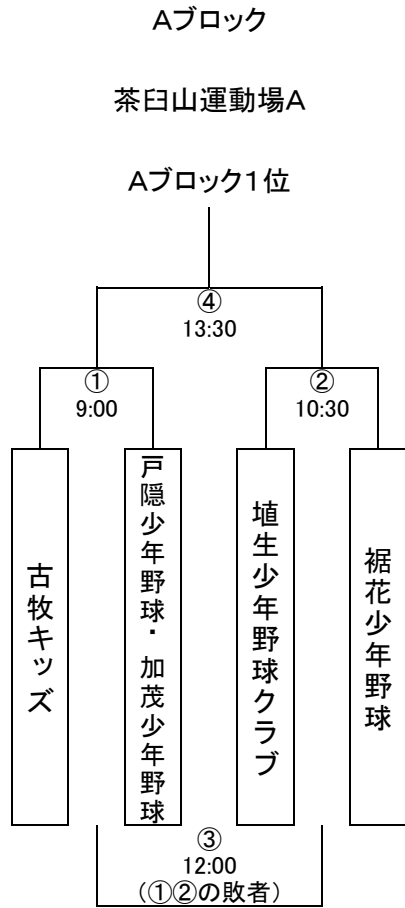 Aブロック
茶臼山運動場A
Aブロック1位
④
13:30
①
9:00
②
10:30
古牧キッズ
戸隠少年野球・加茂少年野球
埴生少年野球クラブ
裾花少年野球
③
12:00
（①②の敗者）